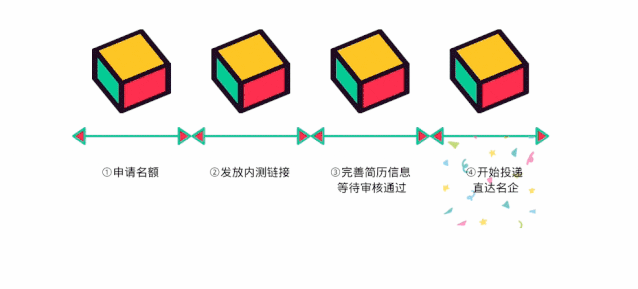 ①申请名额
②发放内测链接
③完善简历信息
等待审核通过
④开始投递
直达名企